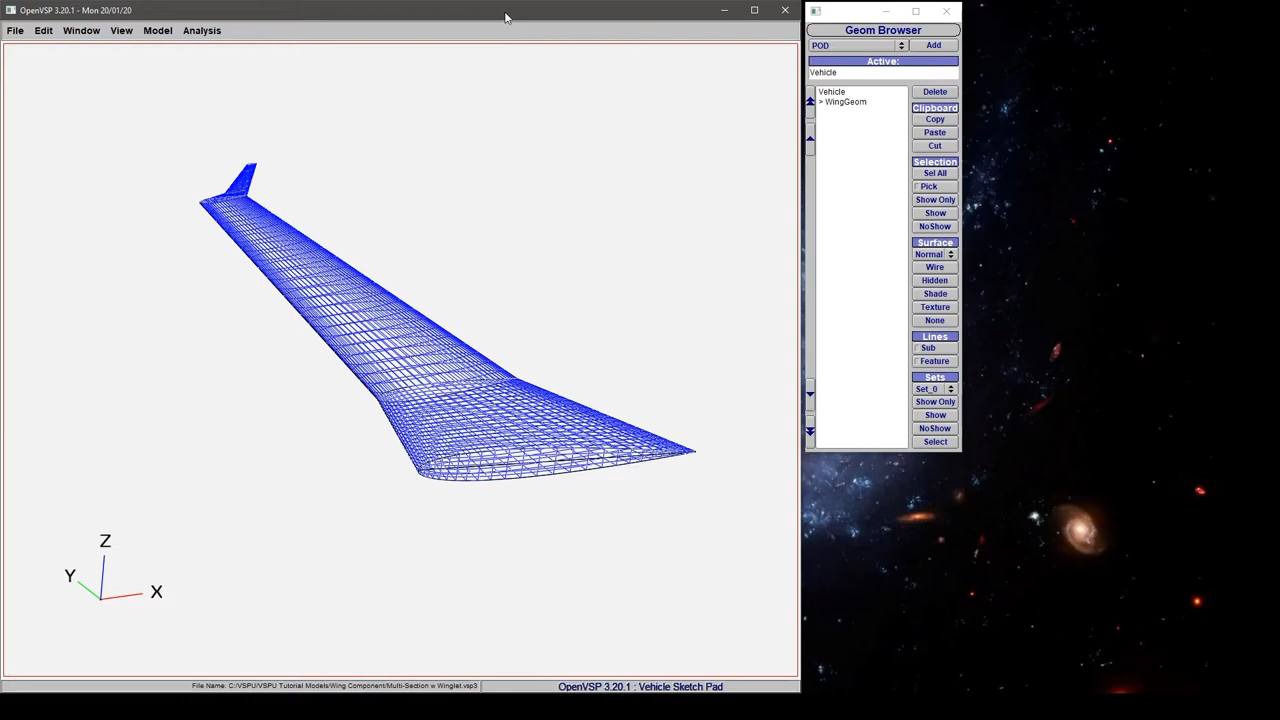 OpenVSP 3.20.1 - Mon 20/01/20
File Edit Window View Model Analysis
Z
Y
X
File Name: C:/VSPU/VSPU Tutorial Models/Wing Component/Multi-Section w Winglet.vsp3
OpenVSP 3.20.1 : Vehicle Sketch Pad
Geom Browser
POD Add
Active:
Vehicle
Vehicle
> WingGeom
Delete
Clipboard
Copy
Paste
Cut
Selection
Sel All
Pick
Show Only
Show
NoShow
Surface
Normal
Wire
Hidden
Shade
Texture
None
Lines
Sub
Feature
Sets
Set_0
Show Only
Show
NoShow
Select